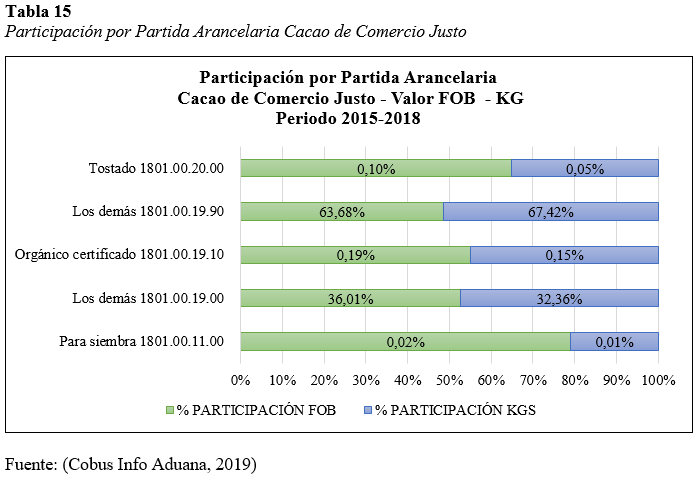 Tabla 15
Participación por Partida Arancelaria Cacao de Comercio Justo
Participación por Partida Arancelaria
Cacao de Comercio Justo - Valor FOB - KG
Periodo 2015-2018
Tostado 1801.00.20.00
0,10%
0,05%
Los demás 1801.00.19.90
63,68%
67,42%
Orgánico certificado 1801.00.19.10
0,19%
0,15%
Los demás 1801.00.19.00
36,01%
32,36%
Para siembra 1801.00.11.00
0,02%
0,01%
0% 10% 20% 30% 40% 50% 60% 70% 80% 90% 100%
% PARTICIPACIÓN FOB
% PARTICIPACIÓN KGS
Fuente: (Cobus Info Aduana, 2019)